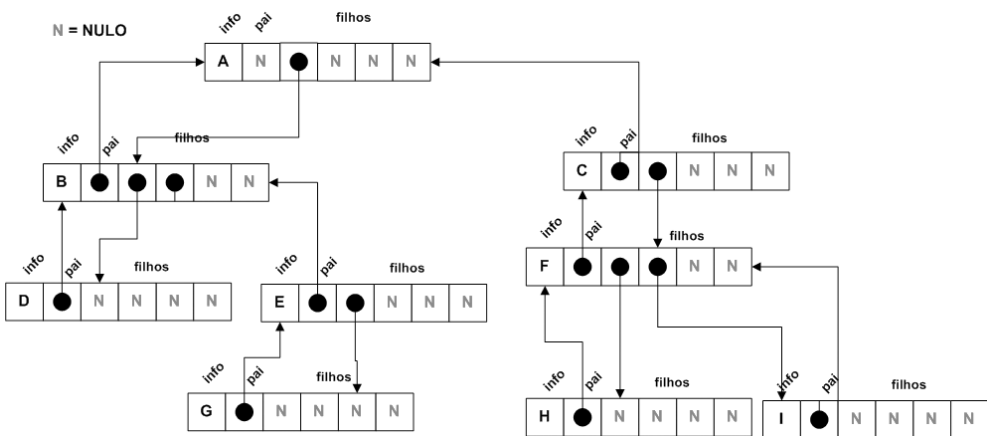 info pai filhos
N = NULO
A N N N N
info pai filhos
B N N
info pai filhos
C N N N
info pai filhos
D N N N N
info pai filhos
E N N N
info pai filhos
F N N
info pai filhos
G N N N N
info pai filhos
H N N N N
info pai filhos
I N N N N